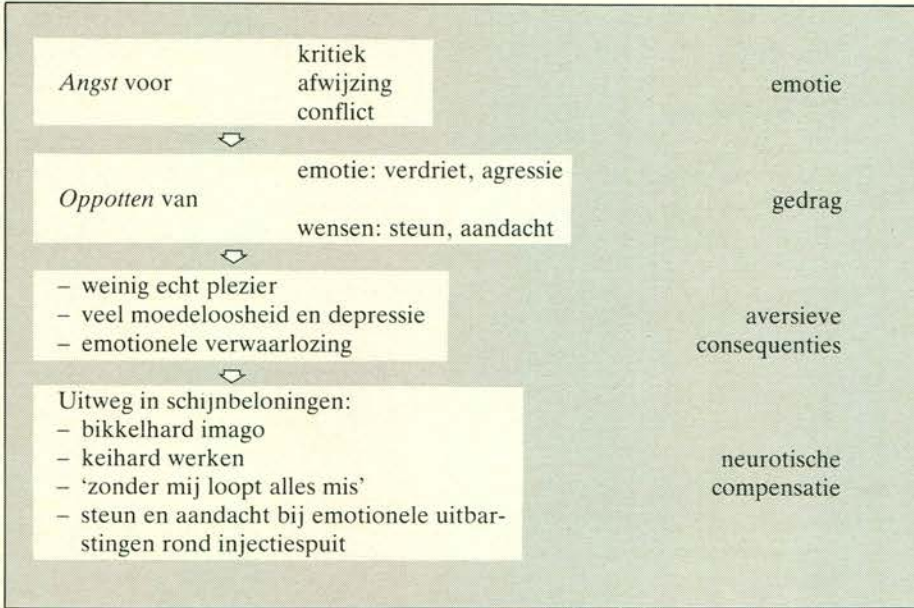 kritiek
Angst voor afwijzing emotie
conflict
emotie: verdriet, agressie
Oppotten van gedrag
wensen: steun, aandacht
– weinig echt plezier
– veel moedeloosheid en depressie aversieve
– emotionele verwaarlozing consequenties
Uitweg in schijnbeloningen:
– bikkelhard imago
– keihard werken neurotische
– ‘zonder mij loopt alles mis’ compensatie
– steun en aandacht bij emotionele uitbar-
stingen rond injectiespuit